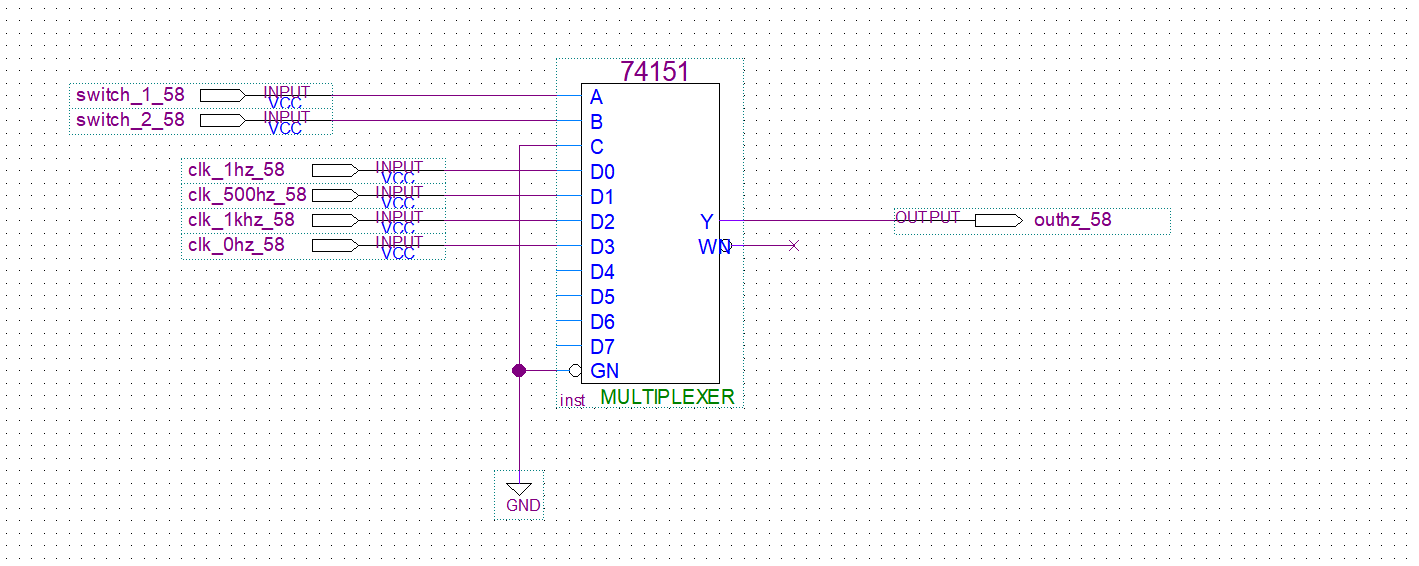 74151
switch_1_58 INPUT VCC A
switch_2_58 INPUT VCC B
C
clk_1hz_58 INPUT VCC D0
clk_500hz_58 INPUT VCC D1
clk_1khz_58 INPUT VCC D2 Y OUTPUT outhz_58
clk_0hz_58 INPUT VCC D3 WN
D4
D5
D6
D7
GN
inst MULTIPLEXER
GND